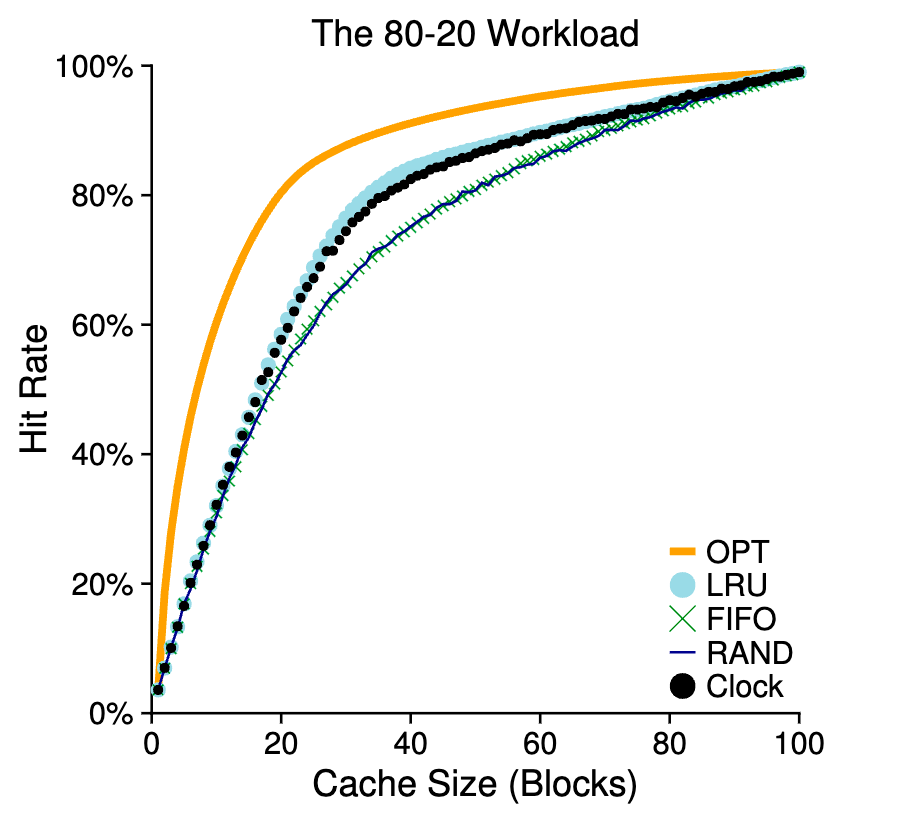 The 80-20 Workload
100%
80%
60%
40%
20%
0%
Hit Rate
0 20 40 60 80 100
Cache Size (Blocks)
OPT
LRU
FIFO
RAND
Clock